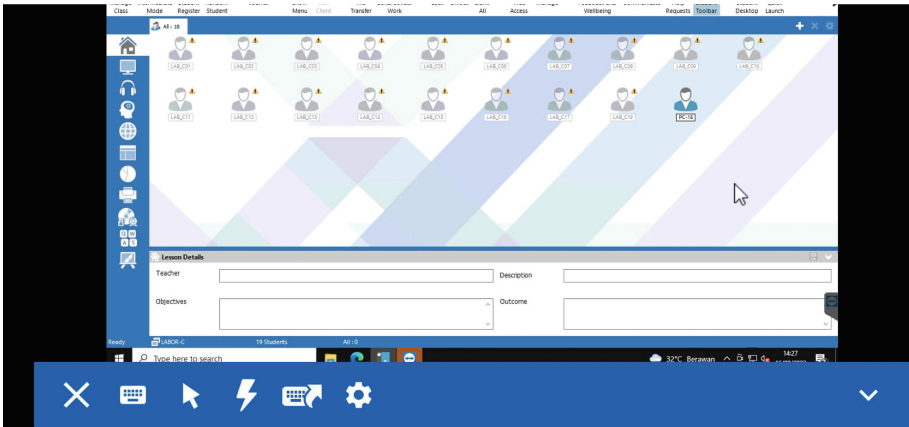 Class Mode Register Student Menu Client Transfer Work All Access Wellbeing Requests Toolbar Desktop Launch
All : 18
LAB_C01 LAB_C02 LAB_C03 LAB_C04 LAB_C05 LAB_C06 LAB_C07 LAB_C08 LAB_C09 LAB_C10
LAB_C11 LAB_C12 LAB_C13 LAB_C14 LAB_C15 LAB_C16 LAB_C17 LAB_C18 PC-18
Q W
A S
Lesson Details
Teacher Description
Objectives Outcome
Ready LABOR-C 19 Students All : 0
Type here to search 32°C Berawan 14:27